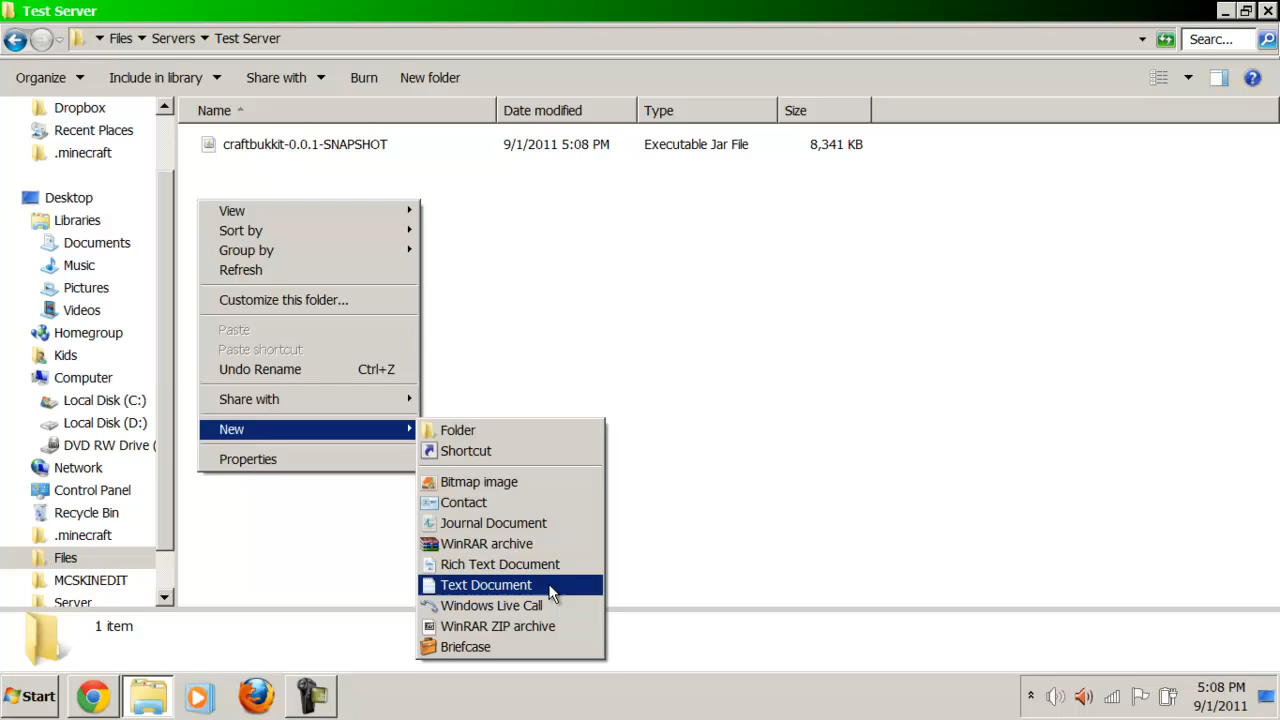 Test Server
Files Servers Test Server Searc...
Organize Include in library Share with Burn New folder
Dropbox
Recent Places
.minecraft
Desktop
Libraries
Documents
Music
Pictures
Videos
Homegroup
Kids
Computer
Local Disk (C:)
Local Disk (D:)
DVD RW Drive (
Network
Control Panel
Recycle Bin
.minecraft
Files
MCSKINEDIT
Server
Name Date modified Type Size
craftbukkit-0.0.1-SNAPSHOT 9/1/2011 5:08 PM Executable Jar File 8,341 KB
View
Sort by
Group by
Refresh
Customize this folder...
Paste
Paste shortcut
Undo Rename Ctrl+Z
Share with
New
Properties
Folder
Shortcut
Bitmap image
Contact
Journal Document
WinRAR archive
Rich Text Document
Text Document
Windows Live Call
WinRAR ZIP archive
Briefcase
1 item
Start
5:08 PM
9/1/2011